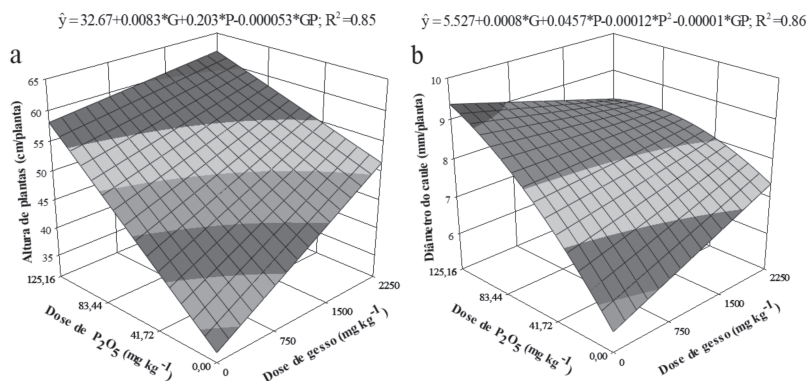 ŷ = 32.67+0.0083*G+0.203*P-0.000053*GP; R²=0.85
ŷ = 5.527+0.0008*G+0.0457*P-0.00012*P²-0.00001*GP; R²=0.86
a
Altura de plantas (cm/planta)
65
60
55
50
45
40
35
125,16
83,44
41,72
0,00
Dose de P₂O₅ (mg kg⁻¹)
0
750
1500
2250
Dose de gesso (mg kg⁻¹)
b
Diâmetro do caule (mm/planta)
10
9
8
7
6
125,16
83,44
41,72
0,00
Dose de P₂O₅ (mg kg⁻¹)
0
750
1500
2250
Dose de gesso (mg kg⁻¹)